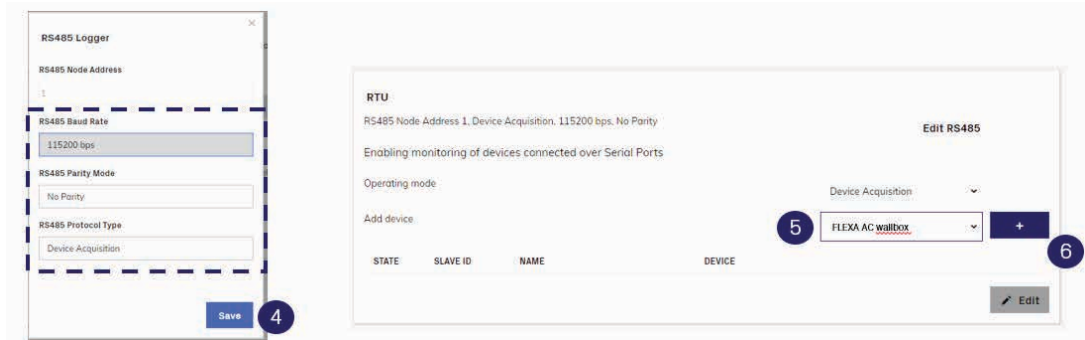 RS485 Logger
×
RS485 Node Address
1
RS485 Baud Rate
115200 bps
RS485 Parity Mode
No Parity
RS485 Protocol Type
Device Acquisition
Save
4
RTU
RS485 Node Address 1, Device Acquisition, 115200 bps, No Parity
Edit RS485
Enabling monitoring of devices connected over Serial Ports
Operating mode
Device Acquisition
Add device
5
FLEXA AC wallbox
+
6
STATE SLAVE ID NAME DEVICE
Edit